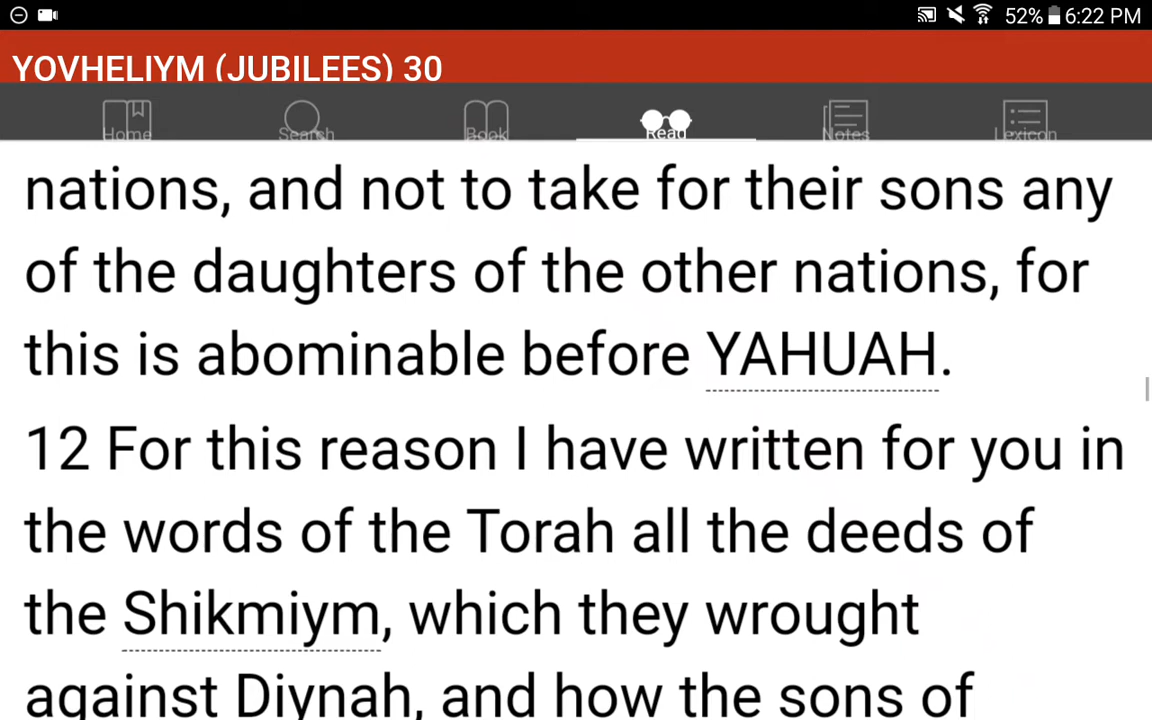 52% 6:22 PM
YOVHELIYM (JUBILEES) 30
Home Search Book Read Notes Lexicon
nations, and not to take for their sons any
of the daughters of the other nations, for
this is abominable before YAHUAH.
12 For this reason I have written for you in
the words of the Torah all the deeds of
the Shikmiym, which they wrought
against Diynah, and how the sons of